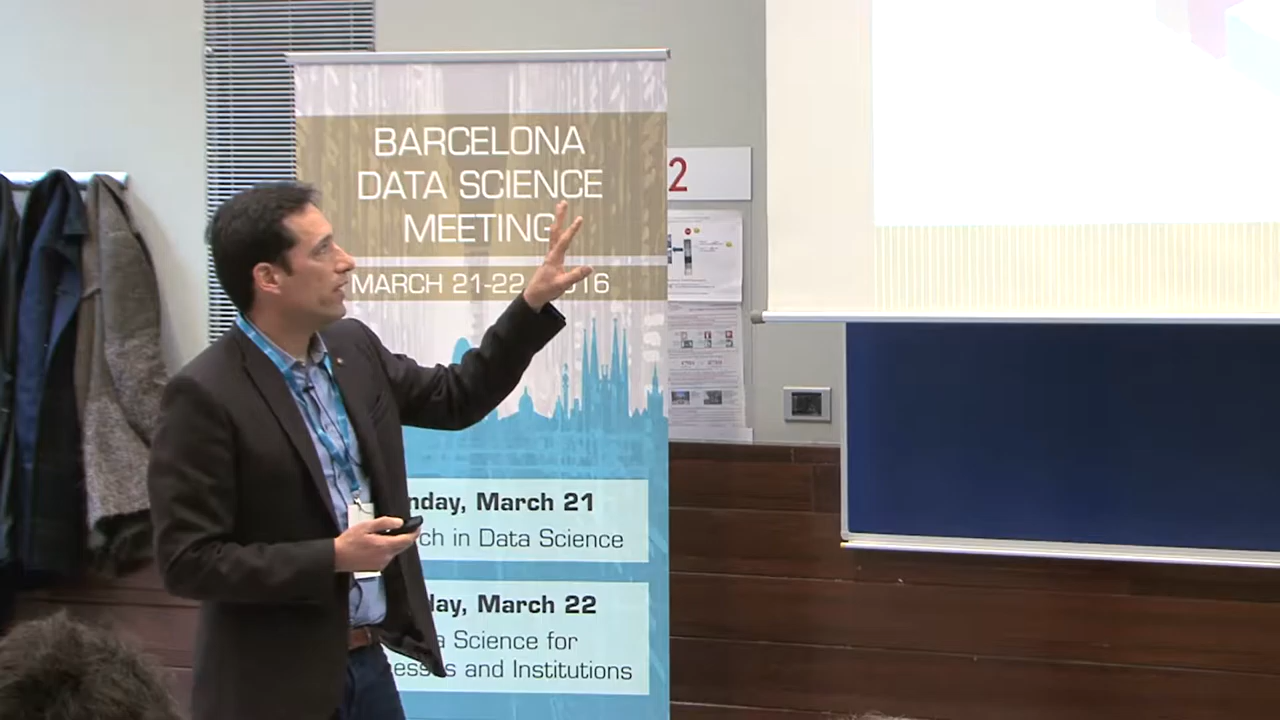 BARCELONA
DATA SCIENCE
MEETING
2
MARCH 21-22
nday, March 21
ch in Data Science
day, March 22
Science for
and Institutions